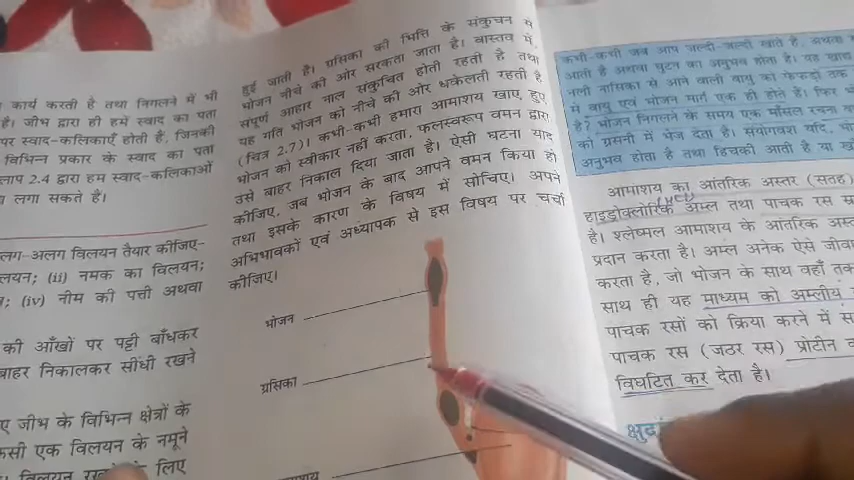 कार्य करती है तथा निगलने में भी
है। जीभ द्वारा ही हमें स्वाद का पता
पर स्वाद-कलिकाएँ होती हैं, जिनकी
विभिन्न प्रकार के स्वाद का पता
लाप 2.4 द्वारा हम स्वाद-कलिकाओं
लगा सकते हैं।
लग-अलग विलयन तैयार कीजिए-
लयन; (ii) नमक का विलयन;
(iv) नीम की पत्ती अथवा
की आँखों पर पट्टी बाँधकर
बाहर निकालकर सीधी रखने
जीभ के विभिन्न क्षेत्रों के
एक विलयन के नमूने
लिए
हुई जाती है। ग्रसिका की भित्ति के संकुचन से
भोजन नीचे की ओर सरकता जाता है। वास्तव में,
संपूर्ण आहार नाल संकुचित होती रहती है तथा
यह गति भोजन को नीचे की ओर धकेलती रहती है
(चित्र 2.7)। कभी-कभी हमारा आमाशय खाए हुए
भोजन को स्वीकार नहीं करता, फलस्वरूप वमन द्वारा
उसे बाहर निकाल दिया जाता है। ऐसी घटना याद
कीजिए, जब भोजन के बाद आपने वमन किया हो
तथा इसके कारण के विषय में सोचिए। अपने
अभिभावकों एवं अध्यापक से इस विषय पर चर्चा
कीजिए।
भोजन
ग्रसिका
कभी-कभी जब आप जल्दी-जल्दी खाते हैं, अथवा
आती है अथवा घुटन का अनुभव होता है। यह
नासिका से आने वाली वायु को फेफड़ों तक
में वायु एवं भोजन मार्ग एक ही होते हैं। फिर
है? भोजन निगलने के समय एक माँसल रचना
को ग्रसनी में भेज देता है। संयोगवश यदि,
अनुभव होता है तथा हिचकी आती है या
आमाशय का आंतरिक अस्तर (सतह)
हाइड्रोक्लोरिक अम्ल तथा पाचक रस
है। श्लेष्मल आमाशय के आंतरिक
प्रदान करता है। अम्ल अनेक ऐसे
करता है, जो भोजन के साथ वहाँ तक
साथ ही यह माध्यम को अम्लीय
पाचक रसों को क्रिया करने में
पाचक रस (जठर रस) प्रोटीन
विघटित कर देता है।